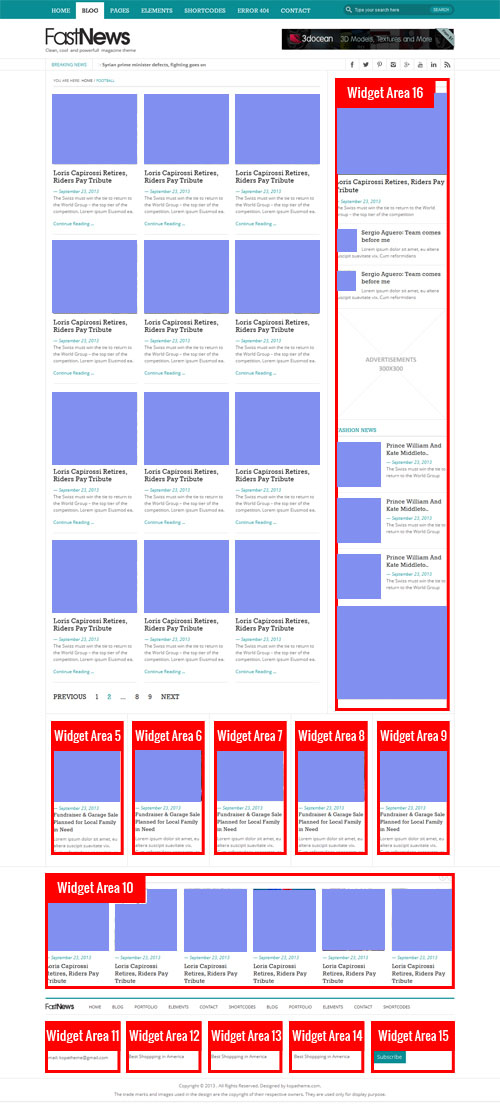 HOME BLOG PAGES ELEMENTS SHORTCODES ERROR 404 CONTACT Type your search here SEARCH
FastNews
Clean, cool and powerfull magazine theme
3docean 3D Models, Textures and More
BREAKING NEWS Syrian prime minister defects, fighting goes on
YOU ARE HERE: HOME / FOOTBALL
Loris Capirossi Retires, Riders Pay Tribute
— September 23, 2013
The Swiss must win the tie to return to the World Group – the top tier of the competition. Lorem ipsum Eiusmod ea.
Continue Reading ...
Loris Capirossi Retires, Riders Pay Tribute
— September 23, 2013
The Swiss must win the tie to return to the World Group – the top tier of the competition. Lorem ipsum Eiusmod ea.
Continue Reading ...
Loris Capirossi Retires, Riders Pay Tribute
— September 23, 2013
The Swiss must win the tie to return to the World Group – the top tier of the competition. Lorem ipsum Eiusmod ea.
Continue Reading ...
Loris Capirossi Retires, Riders Pay Tribute
— September 23, 2013
The Swiss must win the tie to return to the World Group – the top tier of the competition. Lorem ipsum Eiusmod ea.
Continue Reading ...
Loris Capirossi Retires, Riders Pay Tribute
— September 23, 2013
The Swiss must win the tie to return to the World Group – the top tier of the competition. Lorem ipsum Eiusmod ea.
Continue Reading ...
Loris Capirossi Retires, Riders Pay Tribute
— September 23, 2013
The Swiss must win the tie to return to the World Group – the top tier of the competition. Lorem ipsum Eiusmod ea.
Continue Reading ...
Loris Capirossi Retires, Riders Pay Tribute
— September 23, 2013
The Swiss must win the tie to return to the World Group – the top tier of the competition. Lorem ipsum Eiusmod ea.
Continue Reading ...
Loris Capirossi Retires, Riders Pay Tribute
— September 23, 2013
The Swiss must win the tie to return to the World Group – the top tier of the competition. Lorem ipsum Eiusmod ea.
Continue Reading ...
Loris Capirossi Retires, Riders Pay Tribute
— September 23, 2013
The Swiss must win the tie to return to the World Group – the top tier of the competition. Lorem ipsum Eiusmod ea.
Continue Reading ...
Loris Capirossi Retires, Riders Pay Tribute
— September 23, 2013
The Swiss must win the tie to return to the World Group – the top tier of the competition. Lorem ipsum Eiusmod ea.
Continue Reading ...
Loris Capirossi Retires, Riders Pay Tribute
— September 23, 2013
The Swiss must win the tie to return to the World Group – the top tier of the competition. Lorem ipsum Eiusmod ea.
Continue Reading ...
Loris Capirossi Retires, Riders Pay Tribute
— September 23, 2013
The Swiss must win the tie to return to the World Group – the top tier of the competition. Lorem ipsum Eiusmod ea.
Continue Reading ...
PREVIOUS 1 2 ... 8 9 NEXT
Widget Area 16
Loris Capirossi Retires, Riders Pay
Tribute
— September 23, 2013
The Swiss must win the tie to return to the World
Group – the top tier of the competition
Sergio Aguero: Team comes
before me
Lorem ipsum dolor sit amet, eu altera
suscipit suavitate vix. Cum reformidans
Sergio Aguero: Team comes
before me
Lorem ipsum dolor sit amet, eu altera
suscipit suavitate vix. Cum reformidans
ADVERTISEMENTS
300X300
FASHION NEWS
Prince William And
Kate Middleto..
— September 23, 2013
The Swiss must win the tie to
return to the World Group
Prince William And
Kate Middleto..
— September 23, 2013
The Swiss must win the tie to
return to the World Group
Prince William And
Kate Middleto..
— September 23, 2013
The Swiss must win the tie to
return to the World Group
Widget Area 5 Widget Area 6 Widget Area 7 Widget Area 8 Widget Area 9
— September 23, 2013 — September 23, 2013 — September 23, 2013 — September 23, 2013 — September 23, 2013
Fundraiser & Garage Sale Fundraiser & Garage Sale Fundraiser & Garage Sale Fundraiser & Garage Sale Fundraiser & Garage Sale
Planned for Local Family Planned for Local Family Planned for Local Family Planned for Local Family Planned for Local Family
in Need in Need in Need in Need in Need
Lorem ipsum dolor sit amet, eu Lorem ipsum dolor sit amet, eu Lorem ipsum dolor sit amet, eu Lorem ipsum dolor sit amet, eu Lorem ipsum dolor sit amet, eu
altera suscipit suavitate vix. altera suscipit suavitate vix. altera suscipit suavitate vix. altera suscipit suavitate vix. altera suscipit suavitate vix.
Widget Area 10
— September 23, 2013 — September 23, 2013 — September 23, 2013 — September 23, 2013 — September 23, 2013 — September 23, 2013
Loris Capirossi Loris Capirossi Loris Capirossi Loris Capirossi Loris Capirossi Loris Capirossi
Retires, Riders Pay Retires, Riders Pay Retires, Riders Pay Retires, Riders Pay Retires, Riders Pay Retires, Riders Pay
Tribute Tribute Tribute Tribute Tribute Tribute
FastNews HOME BLOG PORTFOLIO ELEMENTS CONTACT SHORTCODES BLOG PORTFOLIO ELEMENTS CONTACT SHORTCODES
Widget Area 11 Widget Area 12 Widget Area 13 Widget Area 14 Widget Area 15
Email: kopatheme@gmail.com Best Shopping in America Best Shopping in America Best Shopping in America Subcribe
Copyright © 2013 . All Rights Reserved. Designed by kopatheme.com.
The trade marks and images used in the design are the copyright of their respective owners. They are used only for display purpose.